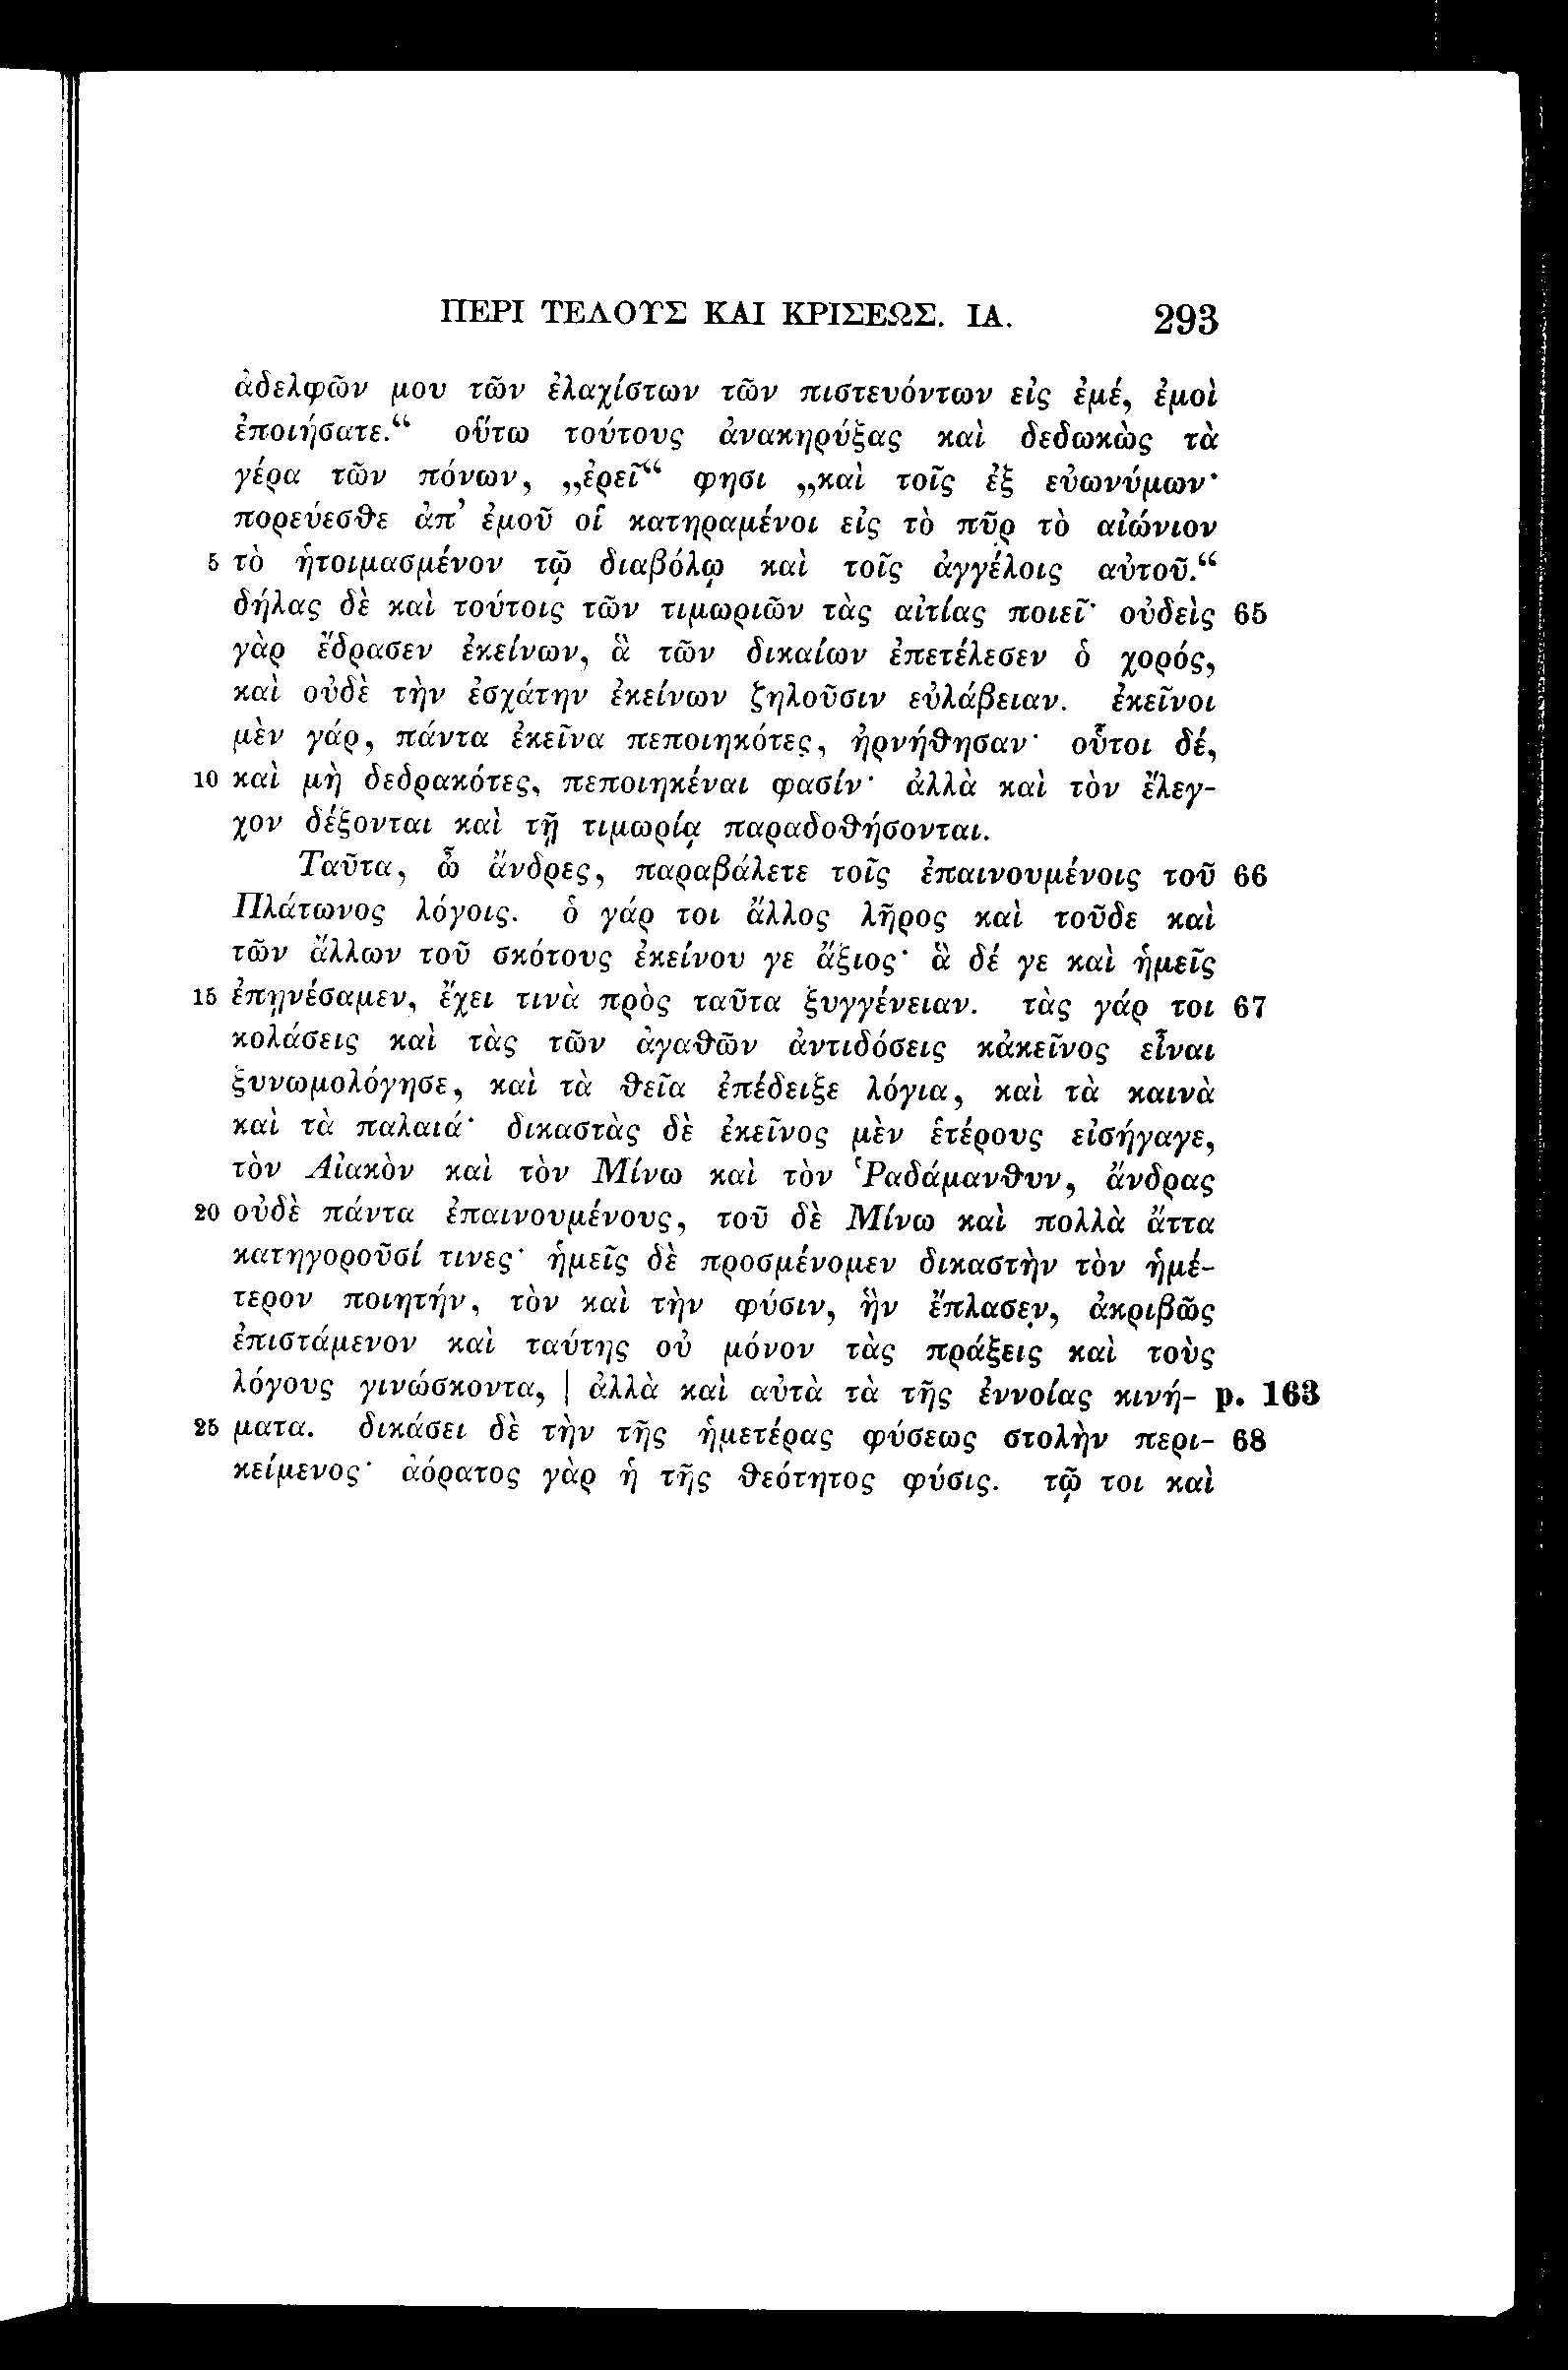 ΠΕΡΙ ΤΕΛΟΥΣ ΚΑΙ ΚΡΙΣΕΩΣ. ΙΑ. 293
ἀδελφῶν μου τῶν ἐλαχίστων τῶν πιστευόντων εἰς ἐμέ, ἐμοὶ
ἐποιήσατε.“ οὕτω τούτους ἀνακηρύξας καὶ δεδωκὼς τὰ
γέρα τῶν πόνων, „ἐρεῖ“ φησι „καὶ τοῖς ἐξ εὐωνύμων·
πορεύεσθε ἀπ’ ἐμοῦ οἱ κατηραμένοι εἰς τὸ πῦρ τὸ αἰώνιον
5 τὸ ἡτοιμασμένον τῷ διαβόλῳ καὶ τοῖς ἀγγέλοις αὐτοῦ.“
δήλας δὲ καὶ τούτοις τῶν τιμωριῶν τὰς αἰτίας ποιεῖ· οὐδεὶς 65
γὰρ ἔδρασεν ἐκείνων, ἃ τῶν δικαίων ἐπετέλεσεν ὁ χορός,
καὶ οὐδὲ τὴν ἐσχάτην ἐκείνων ζηλοῦσιν εὐλάβειαν. ἐκεῖνοι
μὲν γάρ, πάντα ἐκεῖνα πεποιηκότες, ἠρνήθησαν· οὗτοι δέ,
10 καὶ μὴ δεδρακότες, πεποιηκέναι φασίν· ἀλλὰ καὶ τὸν ἔλεγ-
χον δέξονται καὶ τῇ τιμωρίᾳ παραδοθήσονται.
Ταῦτα, ὦ ἄνδρες, παραβάλετε τοῖς ἐπαινουμένοις τοῦ 66
Πλάτωνος λόγοις. ὁ γάρ τοι ἄλλος λῆρος καὶ τοῦδε καὶ
τῶν ἄλλων τοῦ σκότους ἐκείνου γε ἄξιος· ἃ δέ γε καὶ ἡμεῖς
15 ἐπῃνέσαμεν, ἔχει τινὰ πρὸς ταῦτα ξυγγένειαν. τὰς γάρ τοι 67
κολάσεις καὶ τὰς τῶν ἀγαθῶν ἀντιδόσεις κἀκεῖνος εἶναι
ξυνωμολόγησε, καὶ τὰ θεῖα ἐπέδειξε λόγια, καὶ τὰ καινὰ
καὶ τὰ παλαιά· δικαστὰς δὲ ἐκεῖνος μὲν ἑτέρους εἰσήγαγε,
τὸν Αἰακὸν καὶ τὸν Μίνω καὶ τὸν Ῥαδάμανθυν, ἄνδρας
20 οὐδὲ πάντα ἐπαινουμένους, τοῦ δὲ Μίνω καὶ πολλὰ ἄττα
κατηγοροῦσί τινες· ἡμεῖς δὲ προσμένομεν δικαστὴν τὸν ἡμέ-
τερον ποιητήν, τὸν καὶ τὴν φύσιν, ἣν ἔπλασεν, ἀκριβῶς
ἐπιστάμενον καὶ ταύτης οὐ μόνον τὰς πράξεις καὶ τοὺς
λόγους γινώσκοντα, | ἀλλὰ καὶ αὐτὰ τὰ τῆς ἐννοίας κινή- p. 163
25 ματα. δικάσει δὲ τὴν τῆς ἡμετέρας φύσεως στολὴν περι- 68
κείμενος· ἀόρατος γὰρ ἡ τῆς θεότητος φύσις. τῷ τοι καὶ